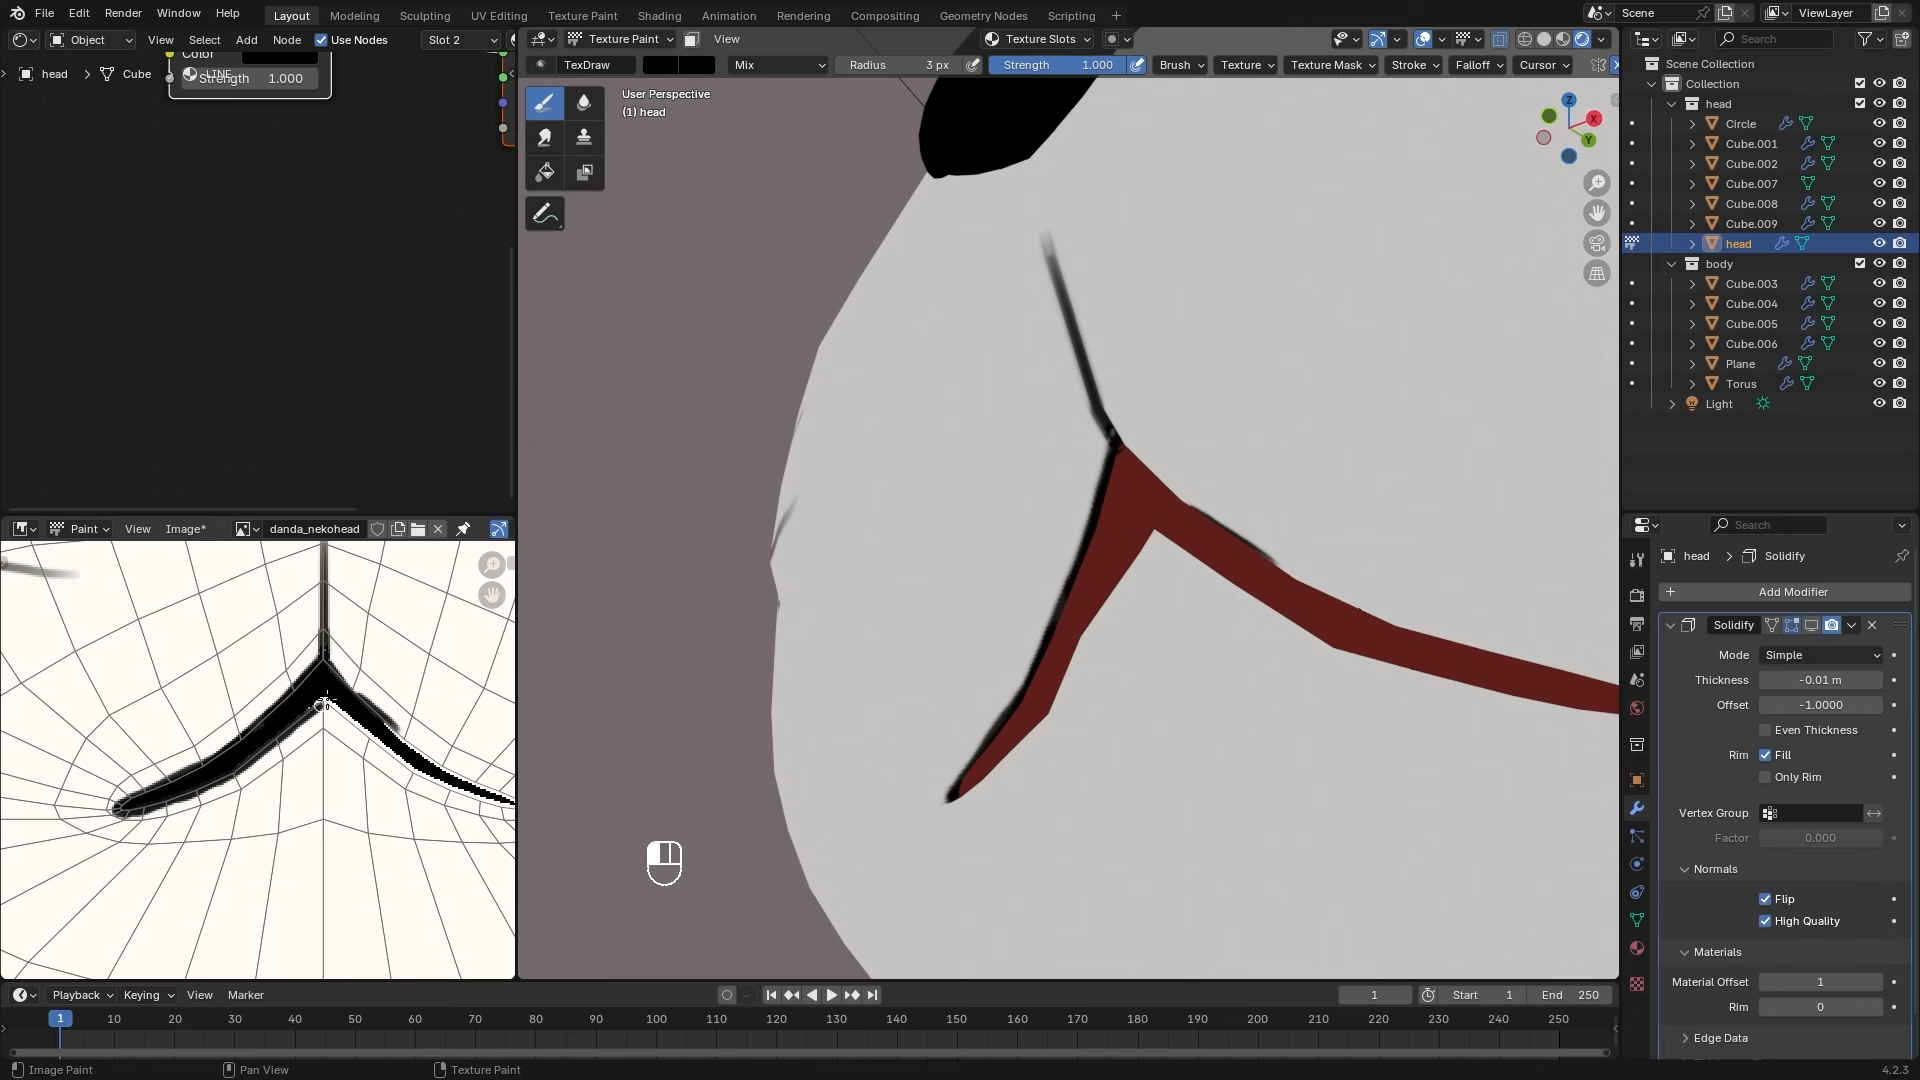 File Edit Render Window Help Layout Modeling Sculpting UV Editing Texture Paint Shading Animation Rendering Compositing Geometry Nodes Scripting Scene ViewLayer
Object View Select Add Node Use Nodes Slot 2 Texture Paint View Texture Slots Search
TexDraw Mix Radius 3 px Strength 1.000 Brush Texture Texture Mask Stroke Falloff Cursor X
Color
head Cube
Strength 1.000
User Perspective
(1) head
Z
X
Y
Scene Collection
Collection
head
Circle
Cube.001
Cube.002
Cube.007
Cube.008
Cube.009
head
body
Cube.003
Cube.004
Cube.005
Cube.006
Plane
Torus
Light
Paint View Image* danda_nekohead
Search
head Solidify
Add Modifier
Solidify
Mode Simple
Thickness -0.01 m
Offset -1.0000
Even Thickness
Rim Fill
Only Rim
Vertex Group
Factor 0.000
Normals
Flip
High Quality
Materials
Material Offset 1
Rim 0
Edge Data
Playback Keying View Marker 1 Start 1 End 250
1 10 20 30 40 50 60 70 80 90 100 110 120 130 140 150 160 170 180 190 200 210 220 230 240 250
Image Paint Pan View Texture Paint 4.2.3